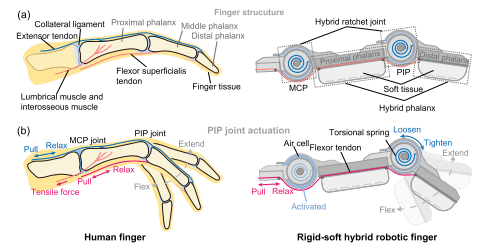 (a)
Finger strucuture
Collateral ligament
Extensor tendon
Proximal phalanx
Middle phalanx
Distal phalanx
Flexor superficialis
tendon
Finger tissue
Lumbrical muscle and
interosseous muscle
Hybrid ratchet joint
Proximal phalanx
Distal phalanx
MCP
PIP
Soft tissue
Hybrid phalanx
(b)
PIP joint actuation
PIP joint
MCP joint
Pull
Relax
Extend
Relax
Pull
Tensile force
Flex
Human finger
Torsional spring
Loosen
Air cell
Flexor tendon
Tighten
Extend
Pull
Relax
Activated
Flex
Rigid-soft hybrid robotic finger